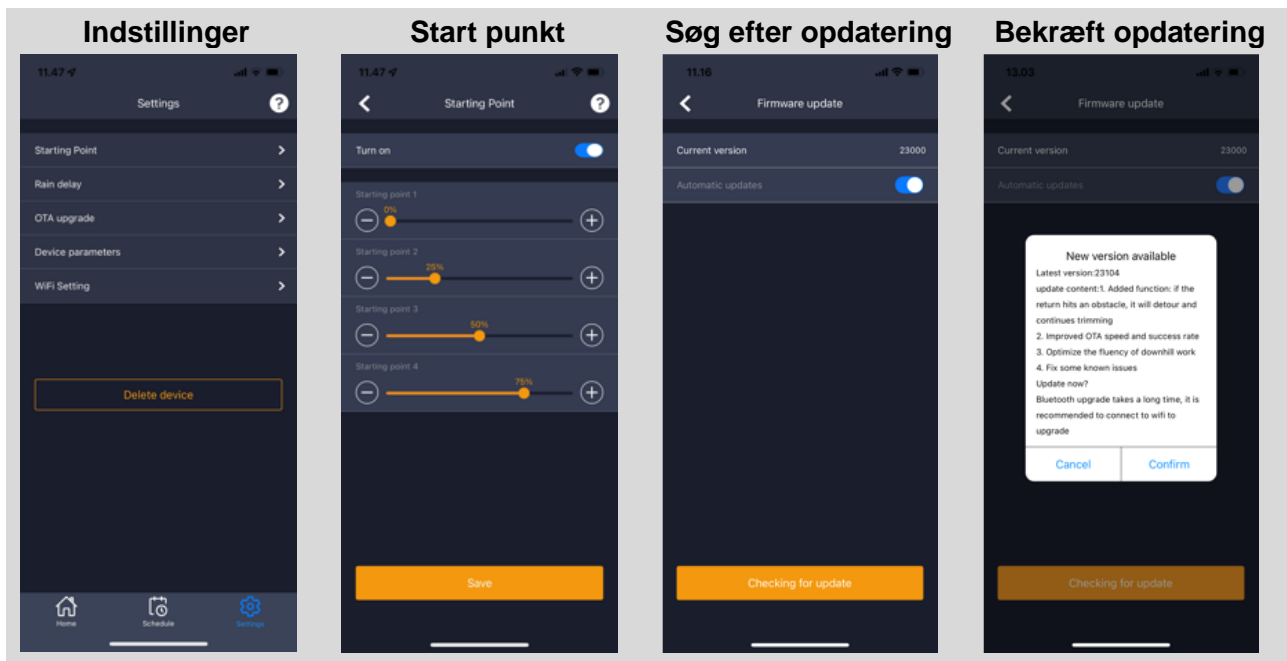 Indstillinger
Start punkt
Søg efter opdatering
Bekræft opdatering
11.47
Settings
?
Starting Point
Rain delay
OTA upgrade
Device parameters
WiFi Setting
Delete device
Home
Schedule
Settings
11.47
Starting Point
?
Turn on
Starting point 1
0%
Starting point 2
25%
Starting point 3
50%
Starting point 4
75%
Save
11.16
Firmware update
Current version 23000
Automatic updates
Checking for update
13.03
Firmware update
Current version 23000
Automatic updates
New version available
Latest version:23104
update content:1. Added function: if the
return hits an obstacle, it will detour and
continues trimming
2. Improved OTA speed and success rate
3. Optimize the fluency of downhill work
4. Fix some known issues
Update now?
Bluetooth upgrade takes a long time, it is
recommended to connect to wifi to
upgrade
Cancel Confirm
Checking for update